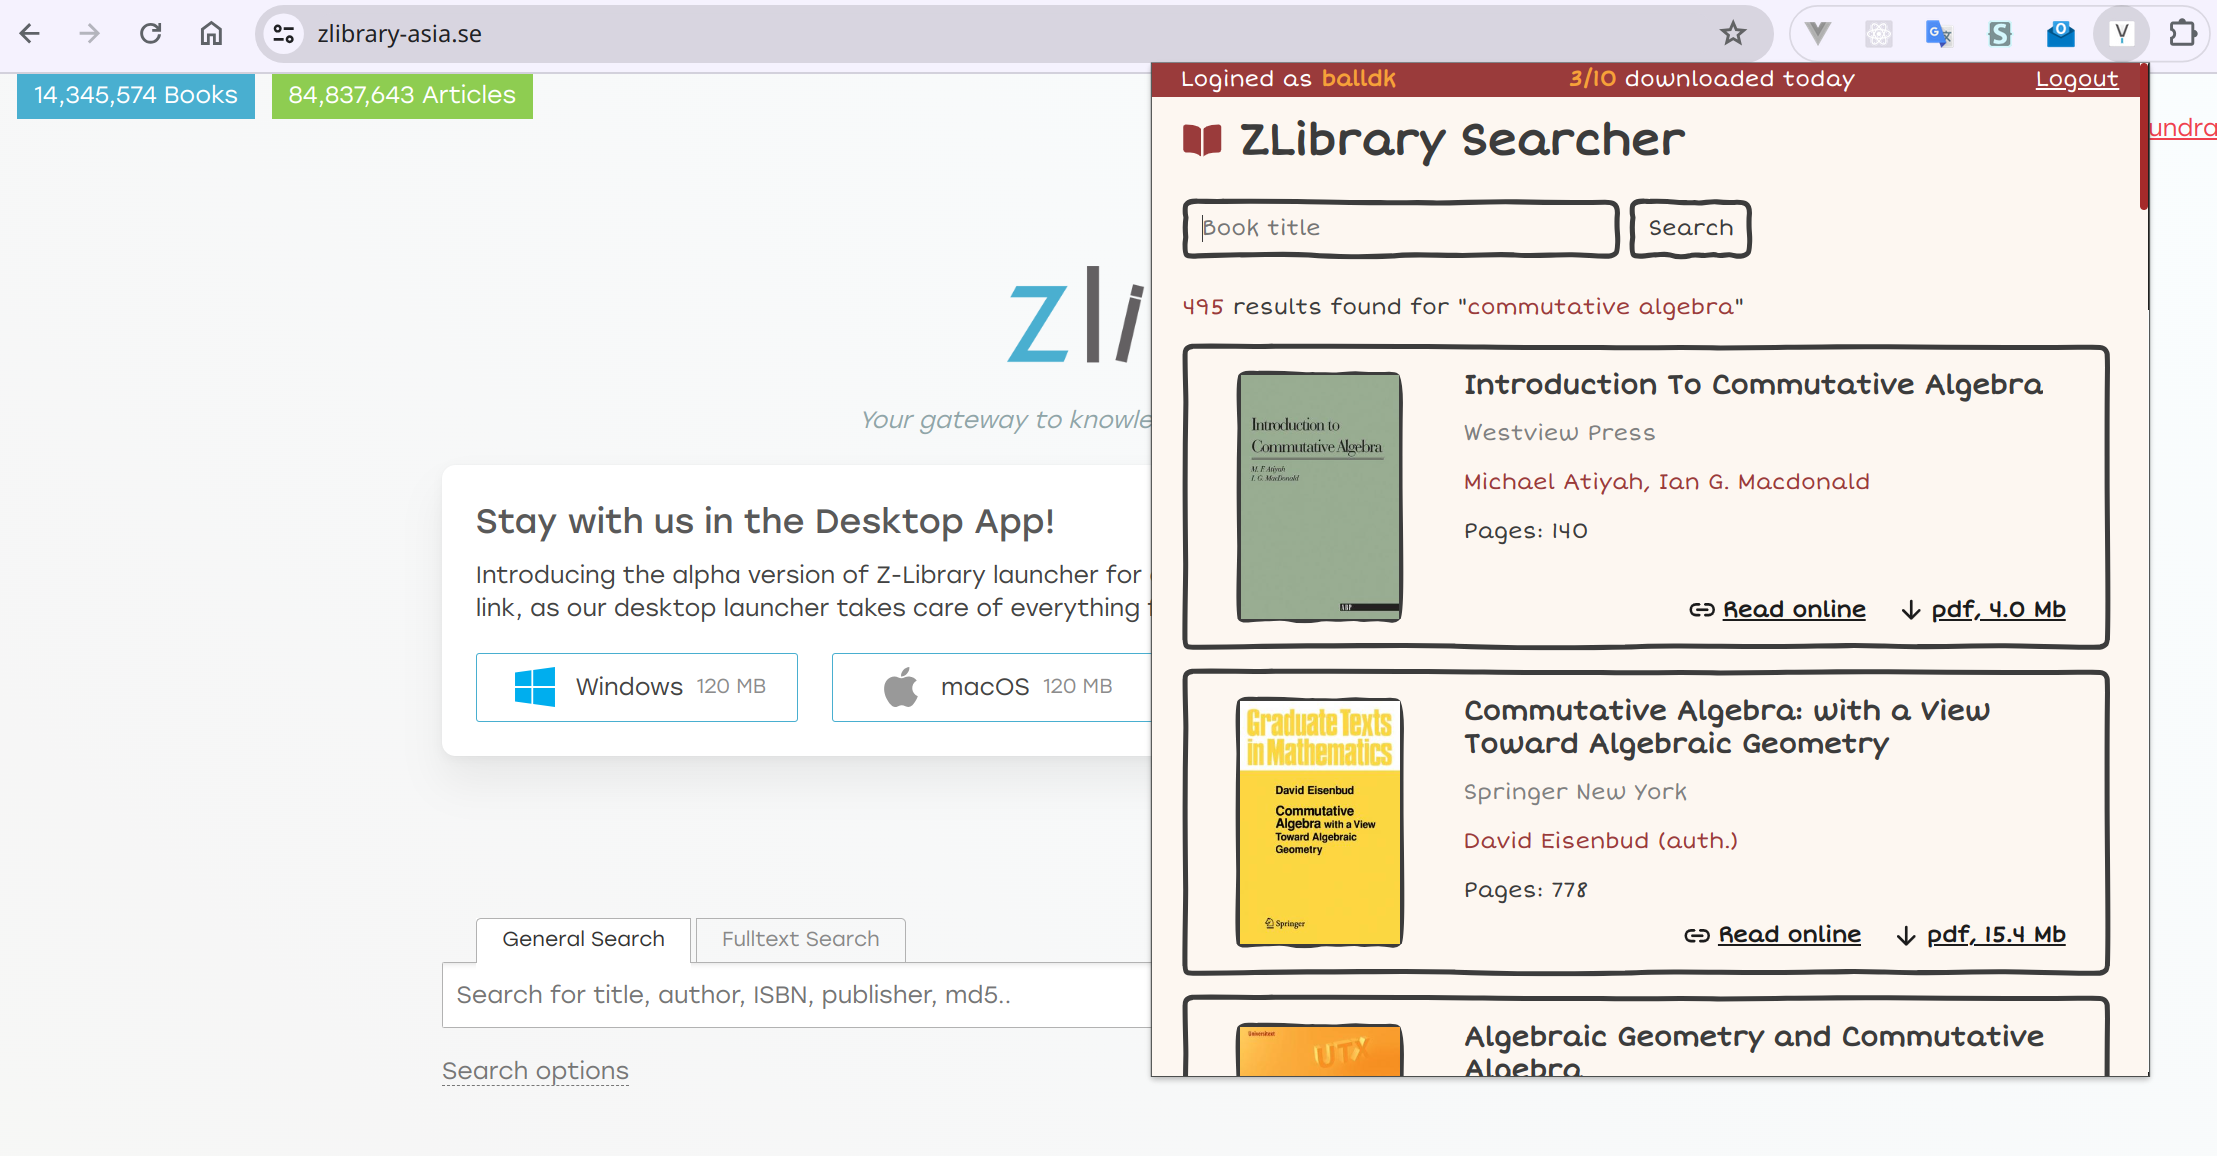 zlibrary-asia.se
14,345,574 Books
84,837,643 Articles
undra
zli
Your gateway to knowle
Stay with us in the Desktop App!
Introducing the alpha version of Z-Library launcher for
link, as our desktop launcher takes care of everything
Windows 120 MB
macOS 120 MB
General Search
Fulltext Search
Search for title, author, ISBN, publisher, md5..
Search options
Logined as balldk
3/10 downloaded today
Logout
ZLibrary Searcher
Book title
Search
495 results found for "commutative algebra"
Introduction to
Commutative Algebra
M. F. Atiyah
I. G. MacDonald
ABP
Introduction To Commutative Algebra
Westview Press
Michael Atiyah, Ian G. Macdonald
Pages: 140
Read online
pdf, 4.0 Mb
Graduate Texts
in Mathematics
David Eisenbud
Commutative
Algebra with a View
Toward Algebraic
Geometry
Springer
Commutative Algebra: with a View
Toward Algebraic Geometry
Springer New York
David Eisenbud (auth.)
Pages: 778
Read online
pdf, 15.4 Mb
Universitext
UTX
Algebraic Geometry and Commutative
Algebra